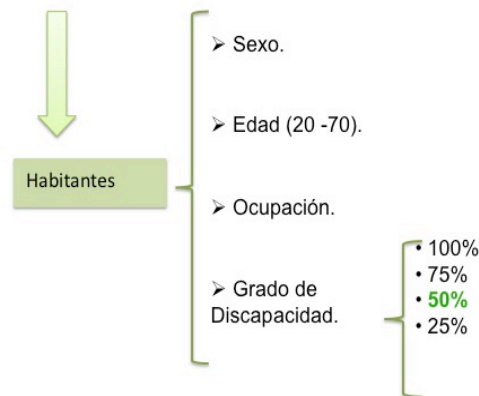 ➢ Sexo.
➢ Edad (20 -70).
Habitantes
➢ Ocupación.
➢ Grado de
Discapacidad.
• 100%
• 75%
• 50%
• 25%